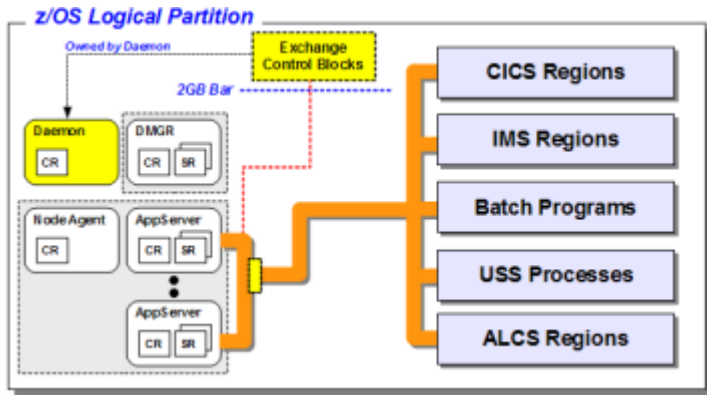 z/OS Logical Partition
Owned by Daemon
Exchange
Control Blocks
2GB Bar
Daemon
CR
DMGR
CR
SR
Node Agent
CR
AppServer
CR
SR
AppServer
CR
SR
CICS Regions
IMS Regions
Batch Programs
USS Processes
ALCS Regions